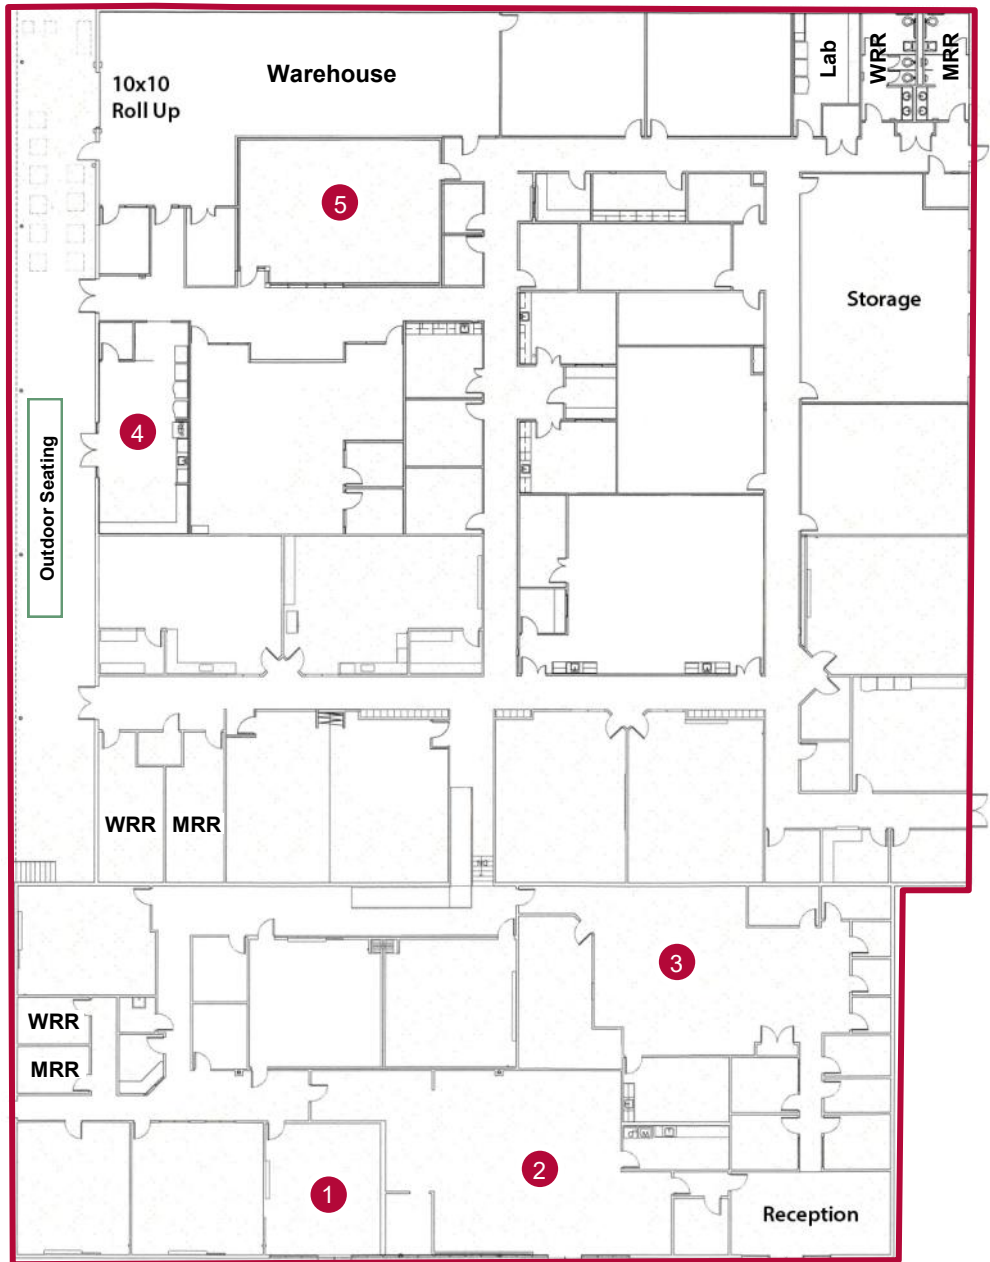 Warehouse
10x10
Roll Up
Lab
WRR
MRR
5
Storage
4
Outdoor Seating
WRR
MRR
3
WRR
MRR
2
1
Reception